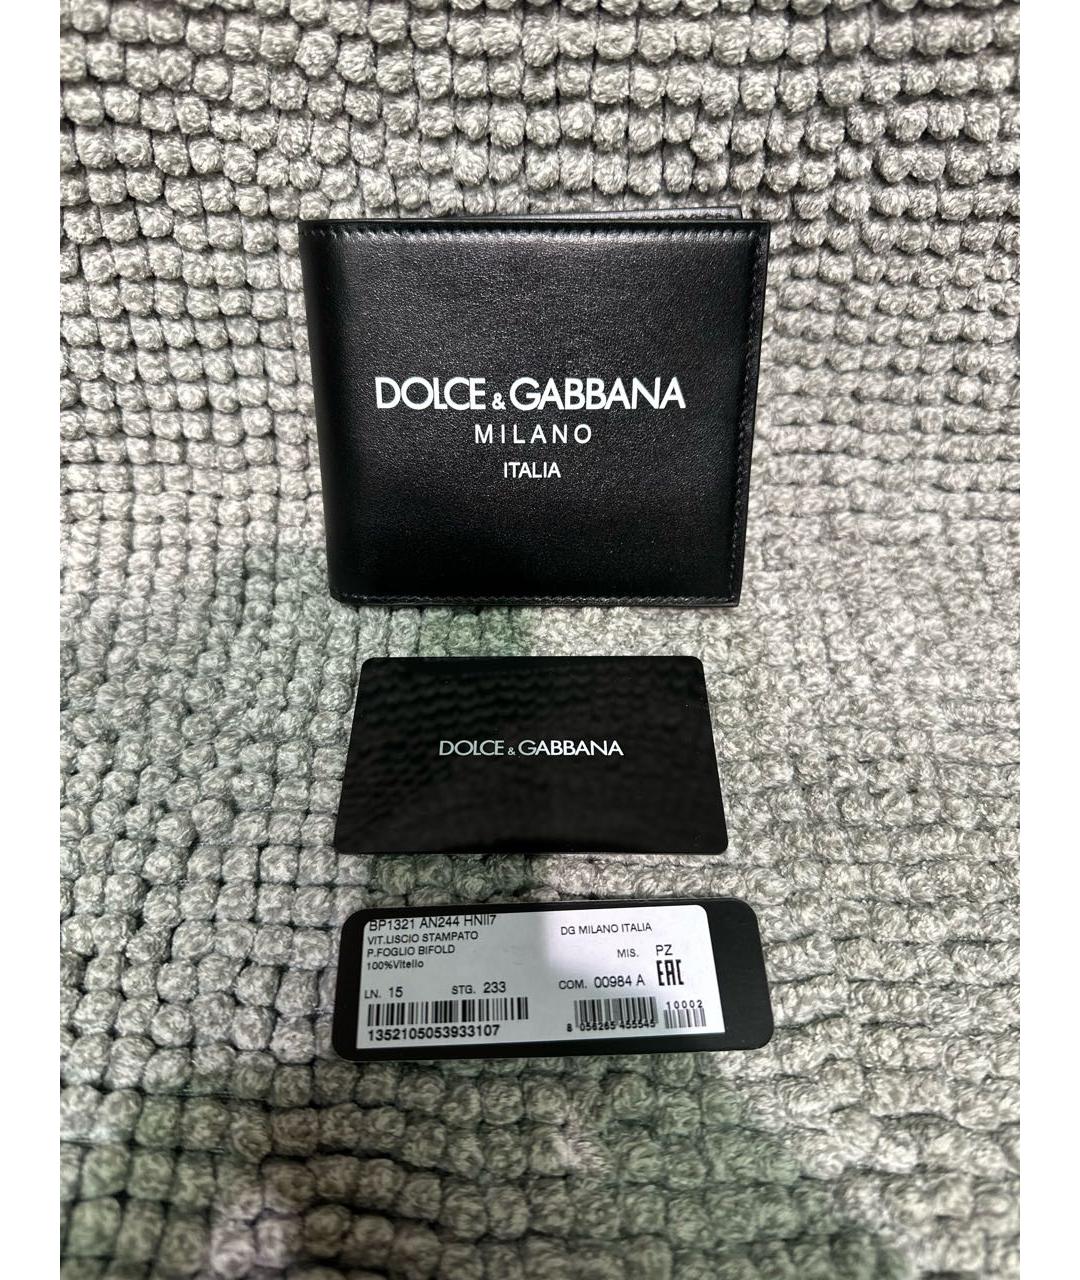 DOLCE & GABBANA
MILANO
ITALIA
DOLCE & GABBANA
BP1321 AN244 HNII7
VIT.LISCIO STAMPATO
P.FOGLIO BIFOLD
100%Vitello
DG MILANO ITALIA
MIS. PZ
EAC
LN. 15 STG. 233
COM. 00984 A
1352105053933107
8 056265 455545
10002